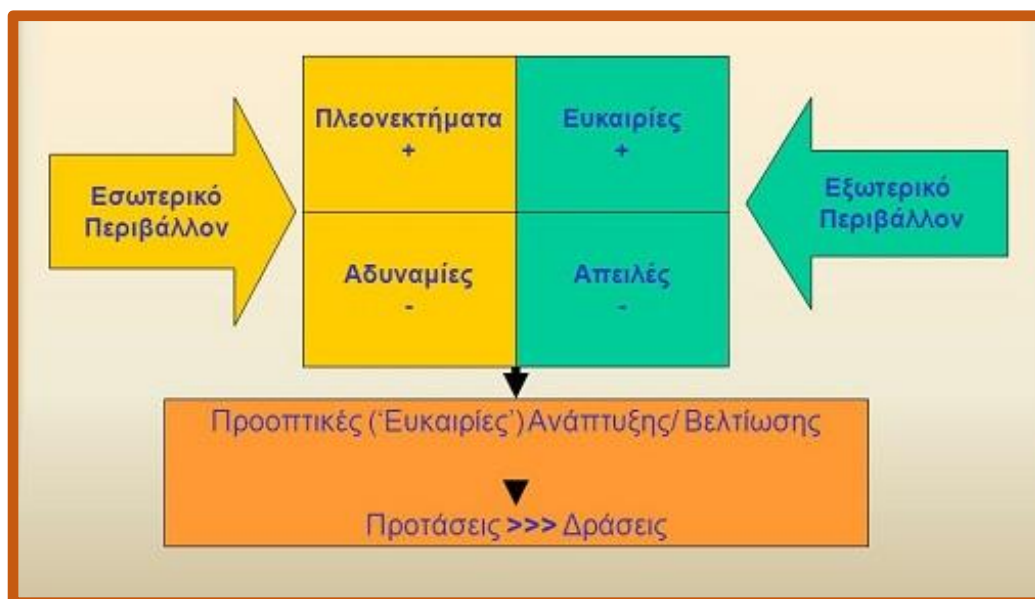 Πλεονεκτήματα
+
Ευκαιρίες
+
Εσωτερικό
Περιβάλλον
Εξωτερικό
Περιβάλλον
Αδυναμίες
-
Απειλές
-
Προοπτικές (‘Ευκαιρίες’) Ανάπτυξης/ Βελτίωσης
Προτάσεις >>> Δράσεις